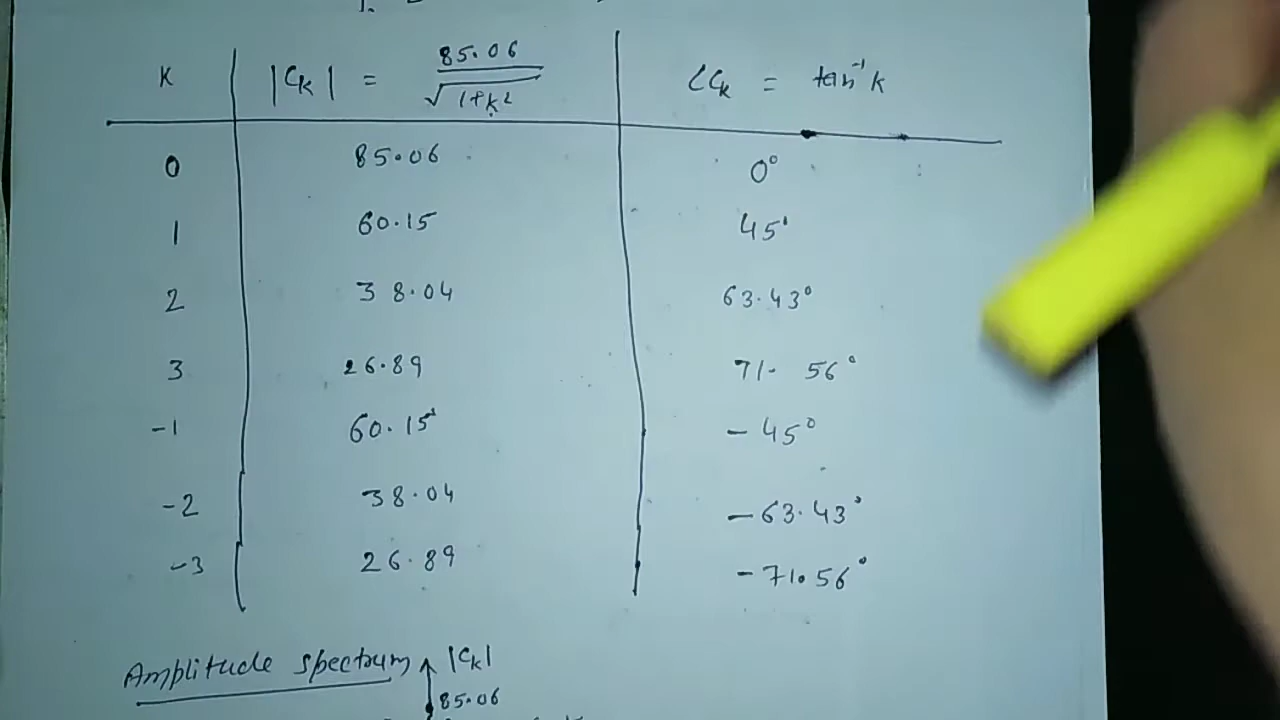 K |Ck| = 85.06 / √1+k² ∠Ck = tan⁻¹k
0 85.06 0°
1 60.15 45°
2 38.04 63.43°
3 26.89 71.56°
-1 60.15 -45°
-2 38.04 -63.43°
-3 26.89 -71.56°
Amplitude spectrum |Ck|
85.06